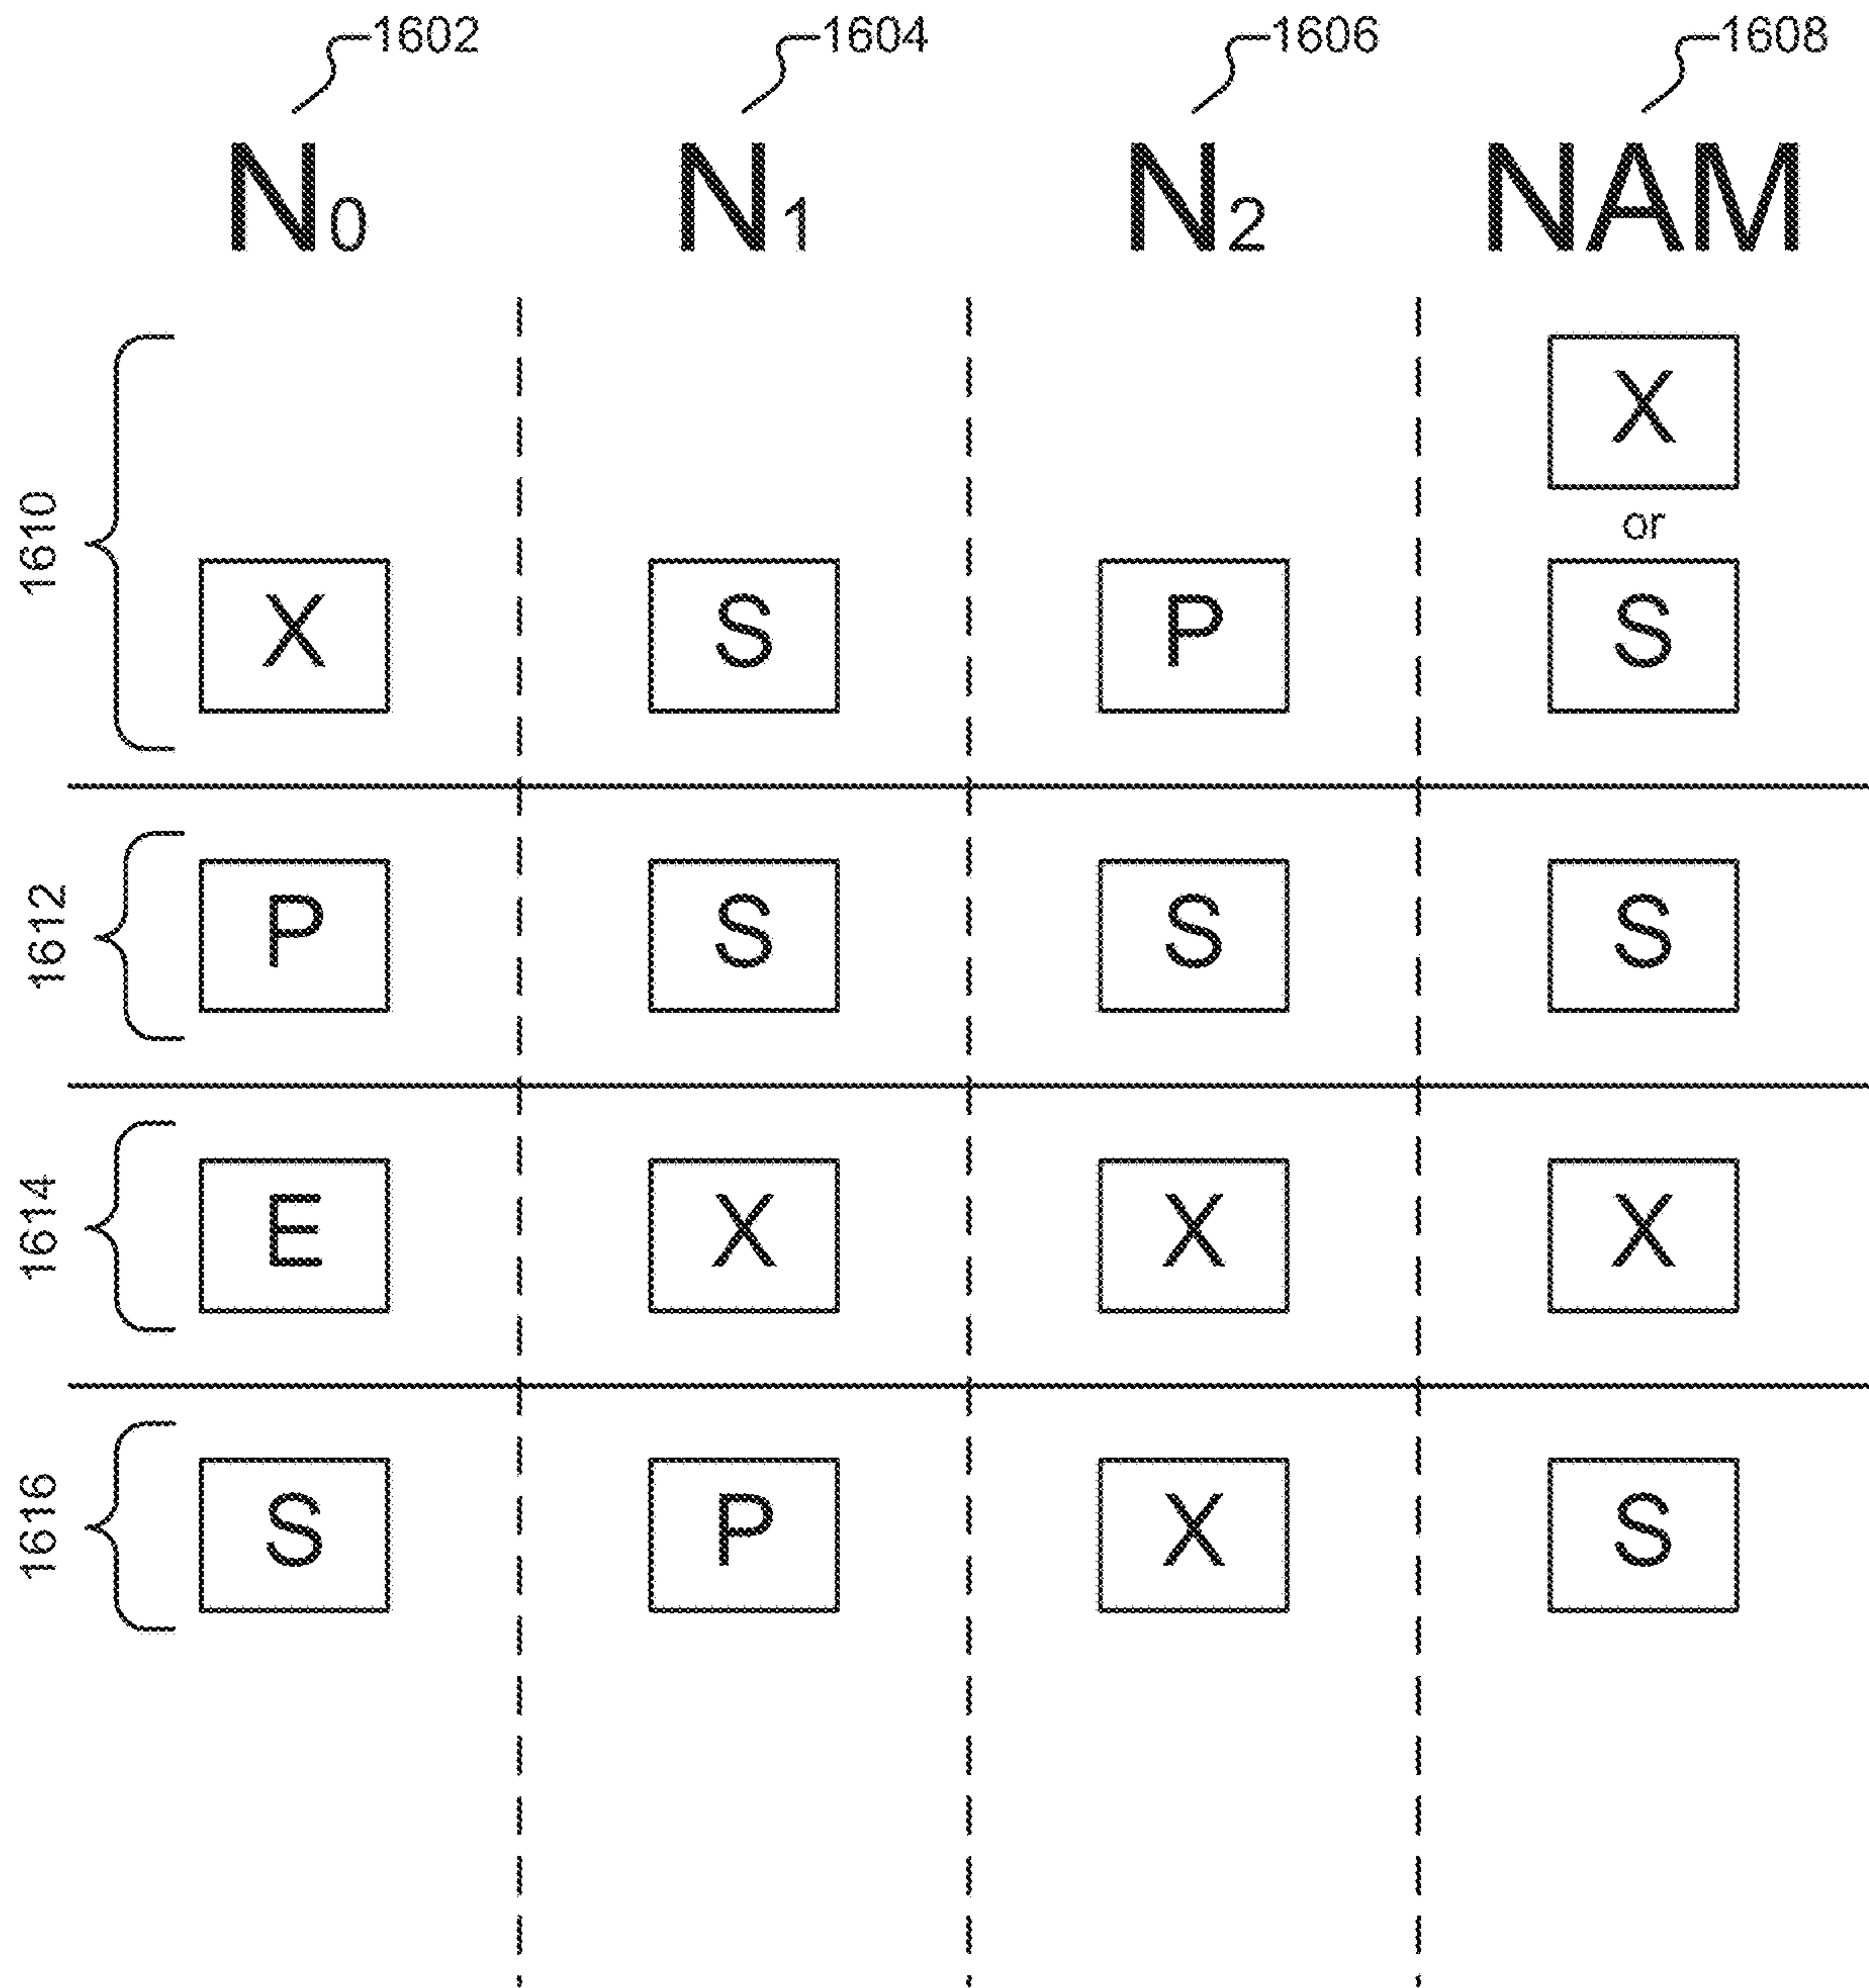 1602 1604 1606 1608
N0 N1 N2 NAM
X
or
1610
X S P S
1612 P S S S
1614 E X X X
1616 S P X S